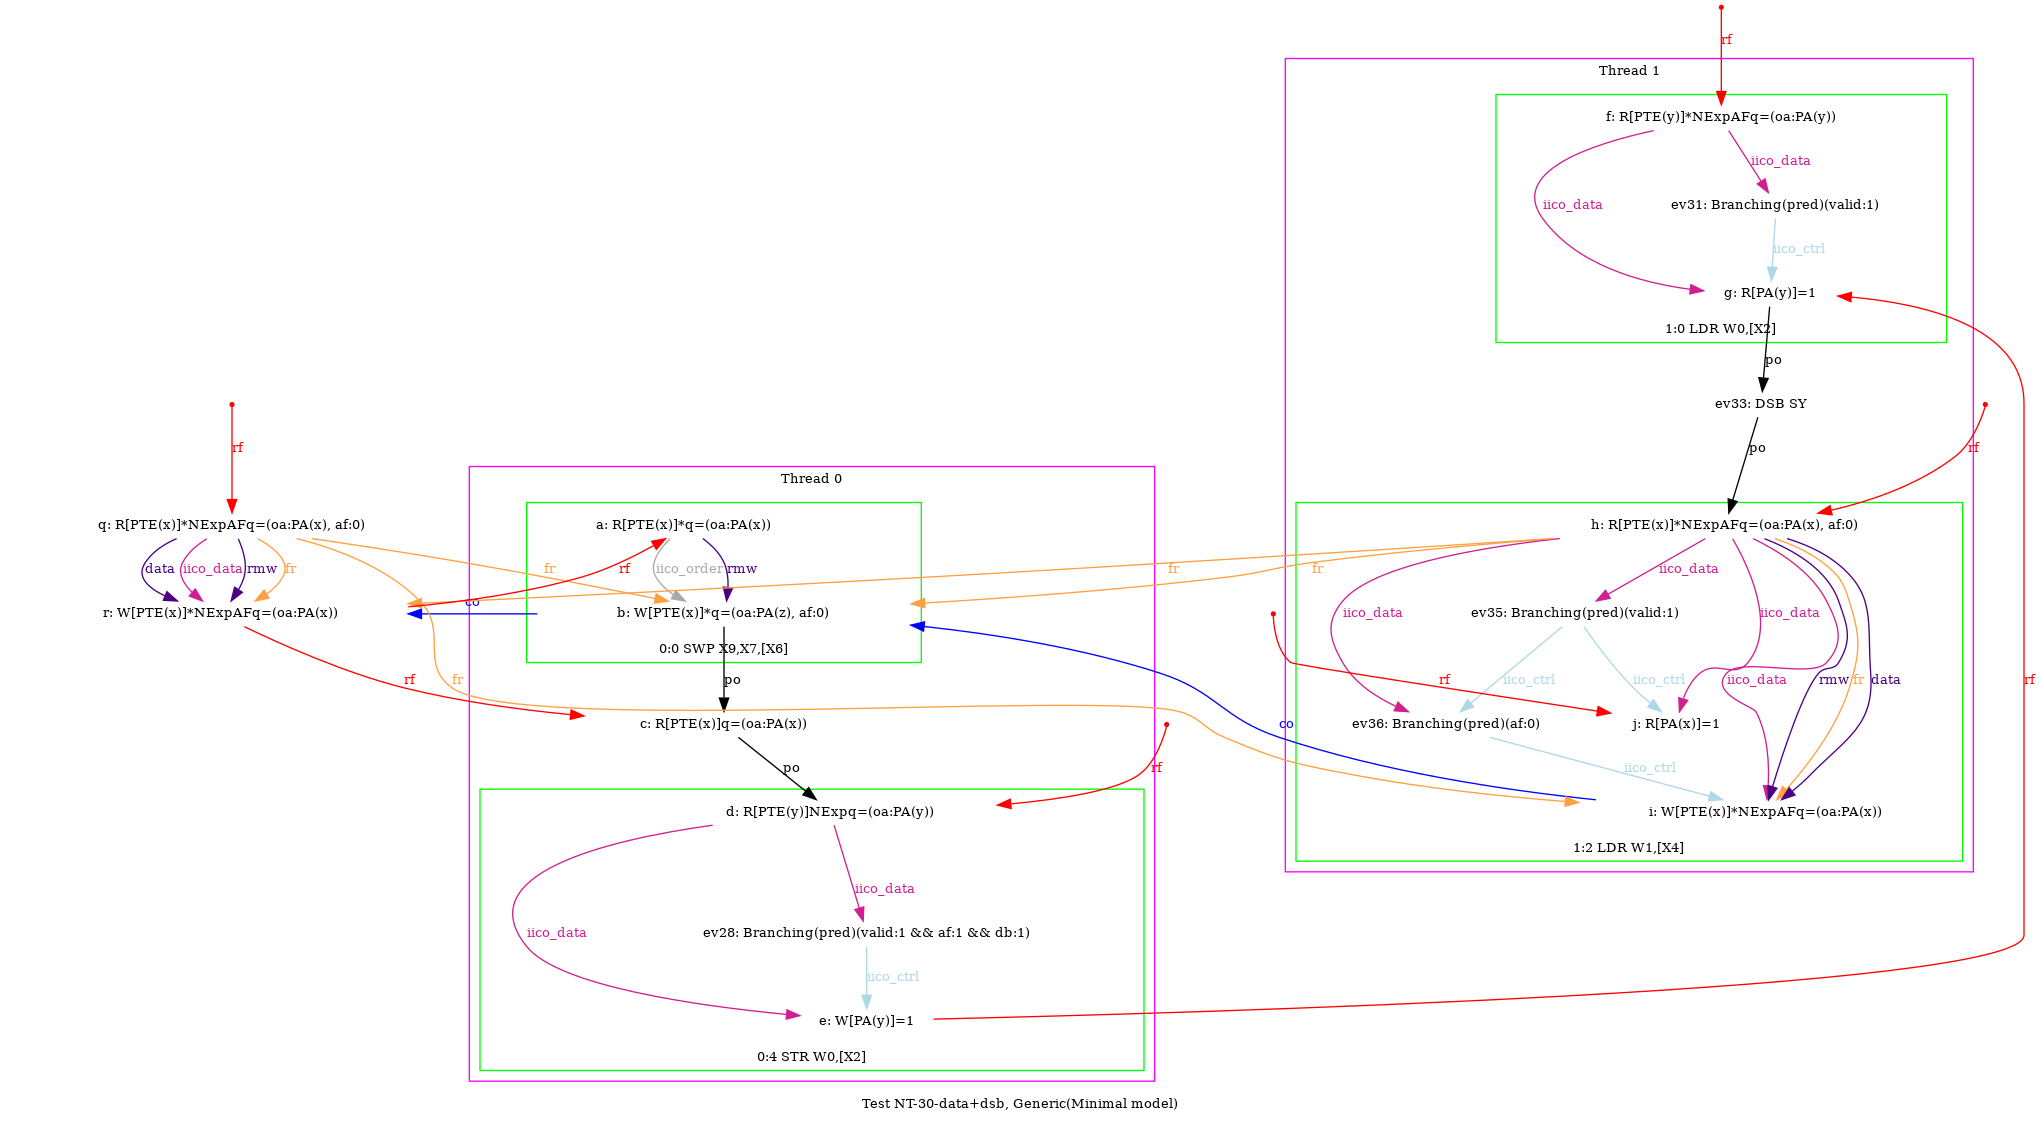 rf
Thread 1
f: R[PTE(y)]*NExpAFq=(oa:PA(y))
iico_data
ev31: Branching(pred)(valid:1)
iico_data
iico_ctrl
g: R[PA(y)]=1
1:0 LDR W0,[X2]
po
ev33: DSB SY
rf
po
rf
Thread 0
q: R[PTE(x)]*NExpAFq=(oa:PA(x), af:0)
a: R[PTE(x)]*q=(oa:PA(x))
h: R[PTE(x)]*NExpAFq=(oa:PA(x), af:0)
data
iico_data
rmw
fr
fr
rf
iico_order
rmw
fr
fr
iico_data
co
r: W[PTE(x)]*NExpAFq=(oa:PA(x))
b: W[PTE(x)]*q=(oa:PA(z), af:0)
iico_data
ev35: Branching(pred)(valid:1)
iico_data
0:0 SWP X9,X7,[X6]
rf
fr
po
rf
iico_ctrl
iico_ctrl
iico_data
rmw
fr
data
rf
c: R[PTE(x)]q=(oa:PA(x))
co
ev36: Branching(pred)(af:0)
j: R[PA(x)]=1
po
rf
iico_ctrl
d: R[PTE(y)]NExpq=(oa:PA(y))
i: W[PTE(x)]*NExpAFq=(oa:PA(x))
1:2 LDR W1,[X4]
iico_data
iico_data
ev28: Branching(pred)(valid:1 && af:1 && db:1)
iico_ctrl
e: W[PA(y)]=1
0:4 STR W0,[X2]
Test NT-30-data+dsb, Generic(Minimal model)